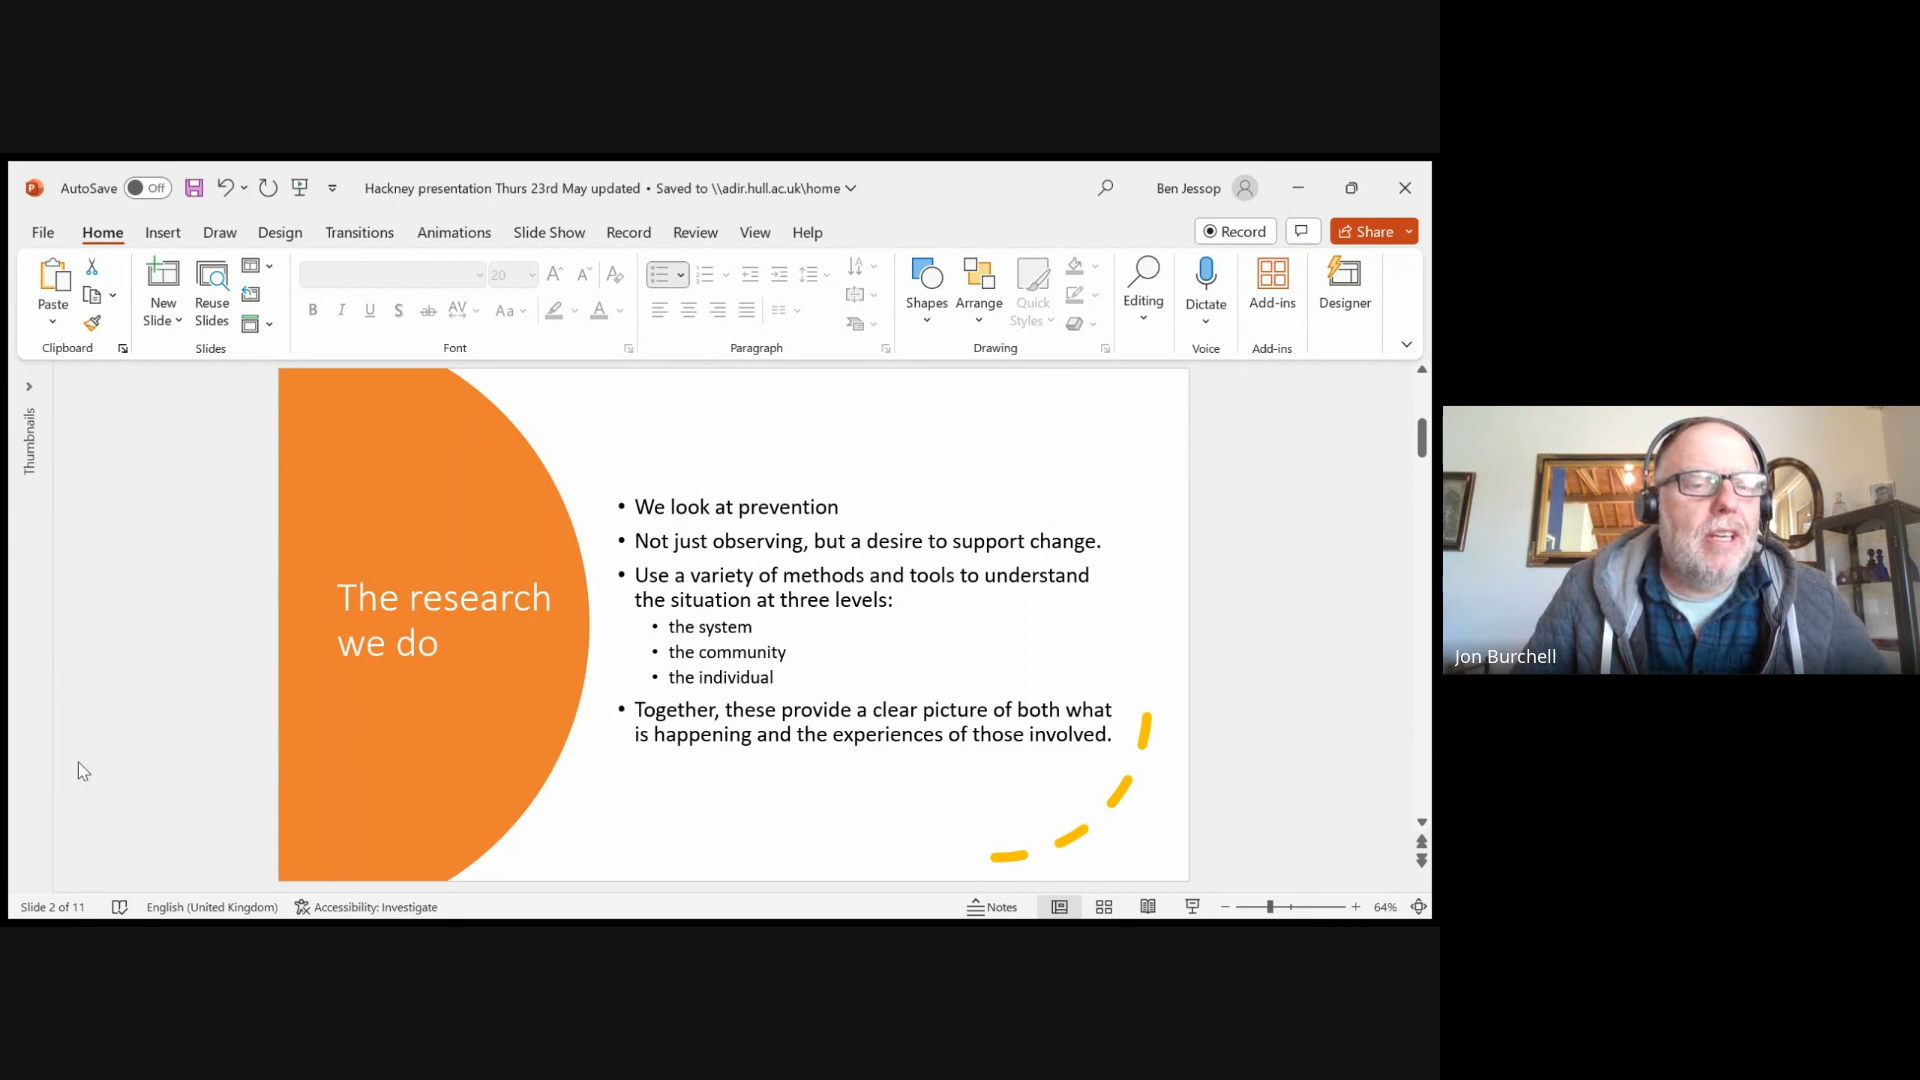 AutoSave Off Hackney presentation Thurs 23rd May updated • Saved to \\adir.hull.ac.uk\home Ben Jessop
File Home Insert Draw Design Transitions Animations Slide Show Record Review View Help Record Share
Paste New Slide Reuse Slides 20 Shapes Arrange Quick Styles Editing Dictate Add-ins Designer
Clipboard Slides Font Paragraph Drawing Voice Add-ins
Thumbnails
The research
we do
• We look at prevention
• Not just observing, but a desire to support change.
• Use a variety of methods and tools to understand
the situation at three levels:
• the system
• the community
• the individual
• Together, these provide a clear picture of both what
is happening and the experiences of those involved.
Jon Burchell
Slide 2 of 11 English (United Kingdom) Accessibility: Investigate Notes 64%